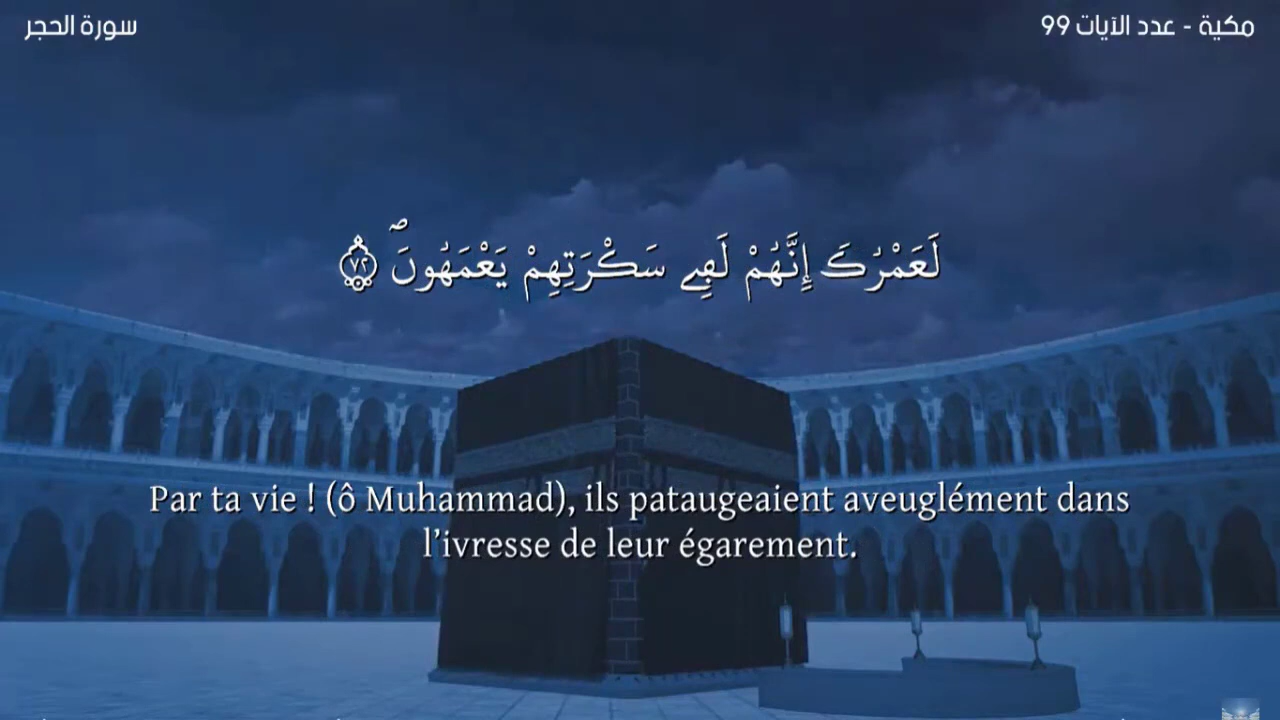 سورة الحجر
مكية - عدد الآيات 99
لَعَمْرُكَ إِنَّهُمْ لَفِے سَكْرَتِهِمْ يَعْمَهُونَۖ ٧٢
Par ta vie ! (ô Muhammad), ils pataugeaient aveuglément dans
l’ivresse de leur égarement.